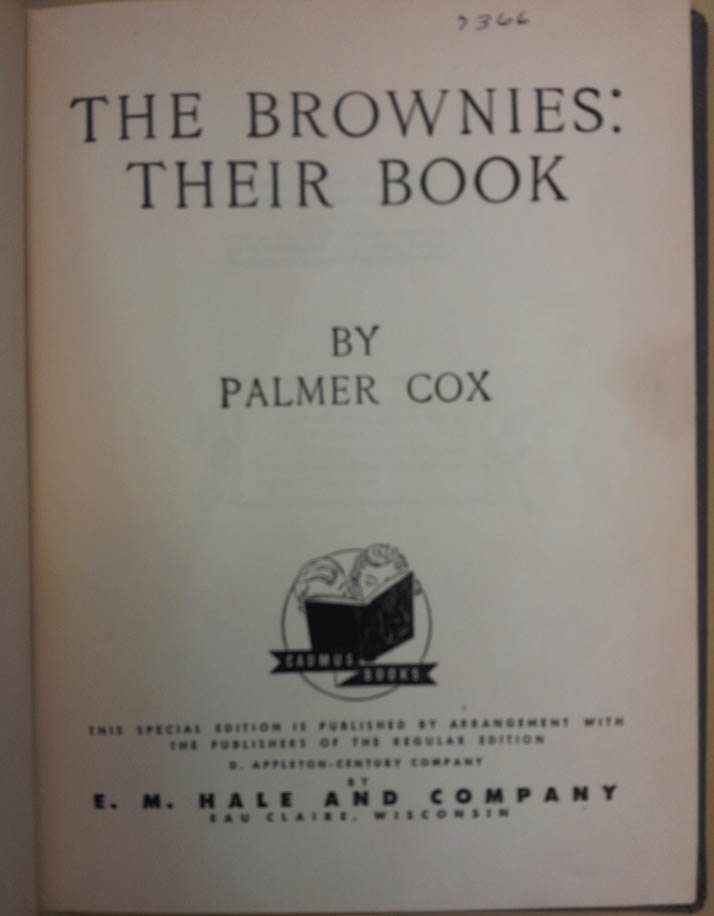 7366
THE BROWNIES:
THEIR BOOK
BY
PALMER COX
CADMUS
BOOKS
THIS SPECIAL EDITION IS PUBLISHED BY ARRANGEMENT WITH
THE PUBLISHERS OF THE REGULAR EDITION
D. APPLETON-CENTURY COMPANY
BY
E. M. HALE AND COMPANY
EAU CLAIRE, WISCONSIN